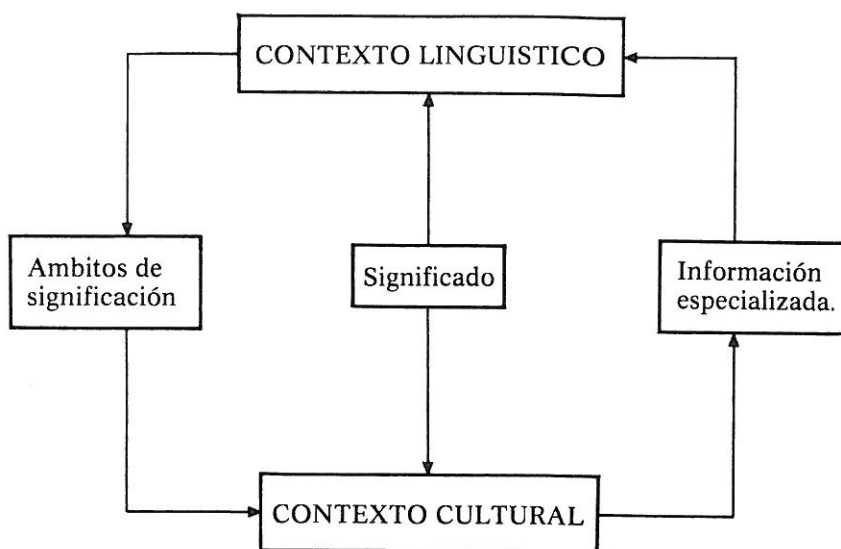 CONTEXTO LINGUISTICO
Ambitos de
significación
Significado
Información
especializada.
CONTEXTO CULTURAL